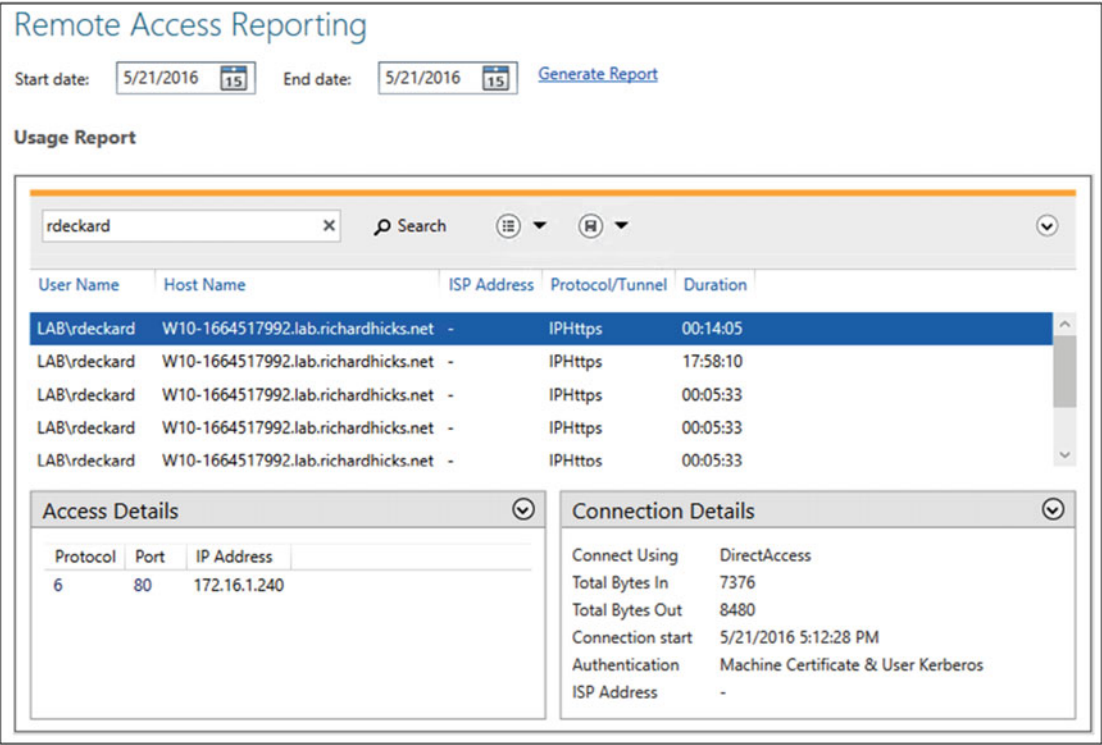 Remote Access Reporting
Start date: 5/21/2016 15 End date: 5/21/2016 15 Generate Report
Usage Report
rdeckard × Search
User Name Host Name ISP Address Protocol/Tunnel Duration
LAB\rdeckard W10-1664517992.lab.richardhicks.net - IPHttps 00:14:05
LAB\rdeckard W10-1664517992.lab.richardhicks.net - IPHttps 17:58:10
LAB\rdeckard W10-1664517992.lab.richardhicks.net - IPHttps 00:05:33
LAB\rdeckard W10-1664517992.lab.richardhicks.net - IPHttps 00:05:33
LAB\rdeckard W10-1664517992.lab.richardhicks.net - IPHttps 00:05:33
Access Details
Protocol Port IP Address
6 80 172.16.1.240
Connection Details
Connect Using DirectAccess
Total Bytes In 7376
Total Bytes Out 8480
Connection start 5/21/2016 5:12:28 PM
Authentication Machine Certificate & User Kerberos
ISP Address -